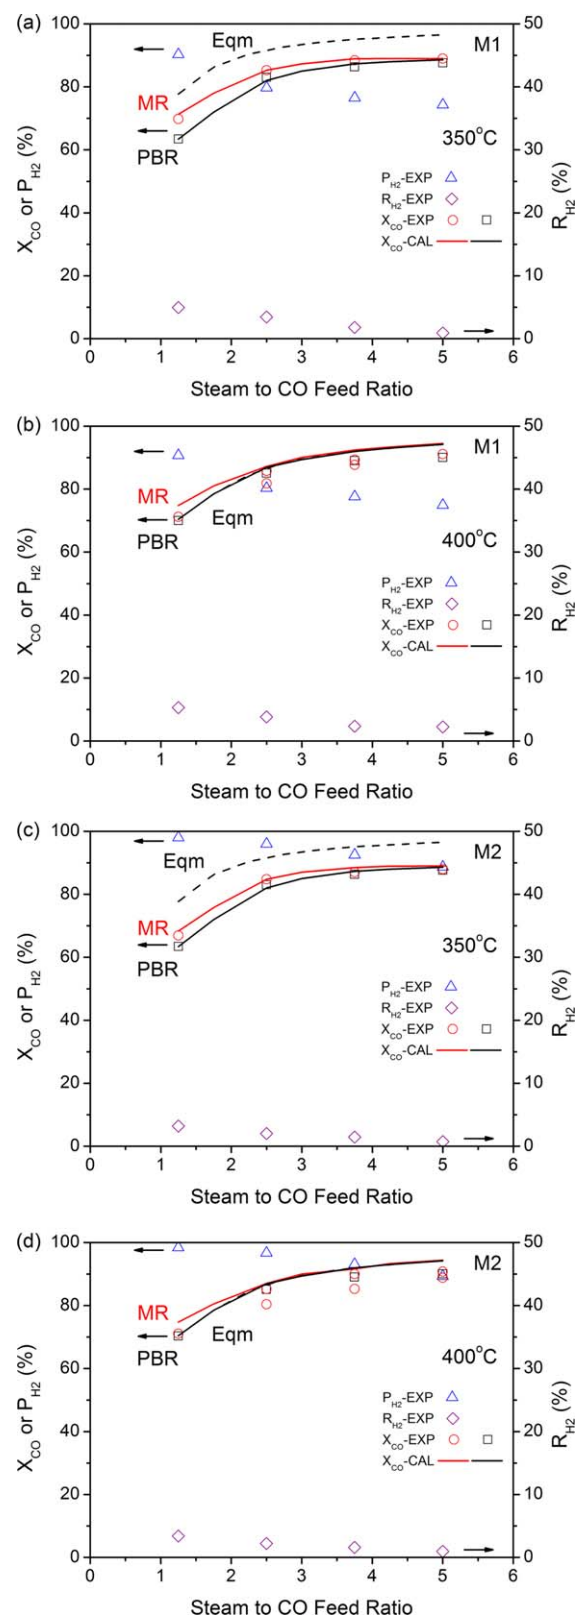 (a)
100
50
Eqm
M1
80
40
MR
PBR
350°C
60
30
P_H2-EXP
R_H2-EXP
X_CO-EXP
X_CO-CAL
40
20
20
10
0
0
X_CO or P_H2 (%)
R_H2 (%)
0 1 2 3 4 5 6
Steam to CO Feed Ratio
(b)
100
50
M1
80
40
MR
Eqm
PBR
400°C
60
30
P_H2-EXP
R_H2-EXP
X_CO-EXP
X_CO-CAL
40
20
20
10
0
0
X_CO or P_H2 (%)
R_H2 (%)
0 1 2 3 4 5 6
Steam to CO Feed Ratio
(c)
100
50
Eqm
M2
80
40
MR
PBR
350°C
60
30
P_H2-EXP
R_H2-EXP
X_CO-EXP
X_CO-CAL
40
20
20
10
0
0
X_CO or P_H2 (%)
R_H2 (%)
0 1 2 3 4 5 6
Steam to CO Feed Ratio
(d)
100
50
M2
80
40
MR
Eqm
PBR
400°C
60
30
P_H2-EXP
R_H2-EXP
X_CO-EXP
X_CO-CAL
40
20
20
10
0
0
X_CO or P_H2 (%)
R_H2 (%)
0 1 2 3 4 5 6
Steam to CO Feed Ratio